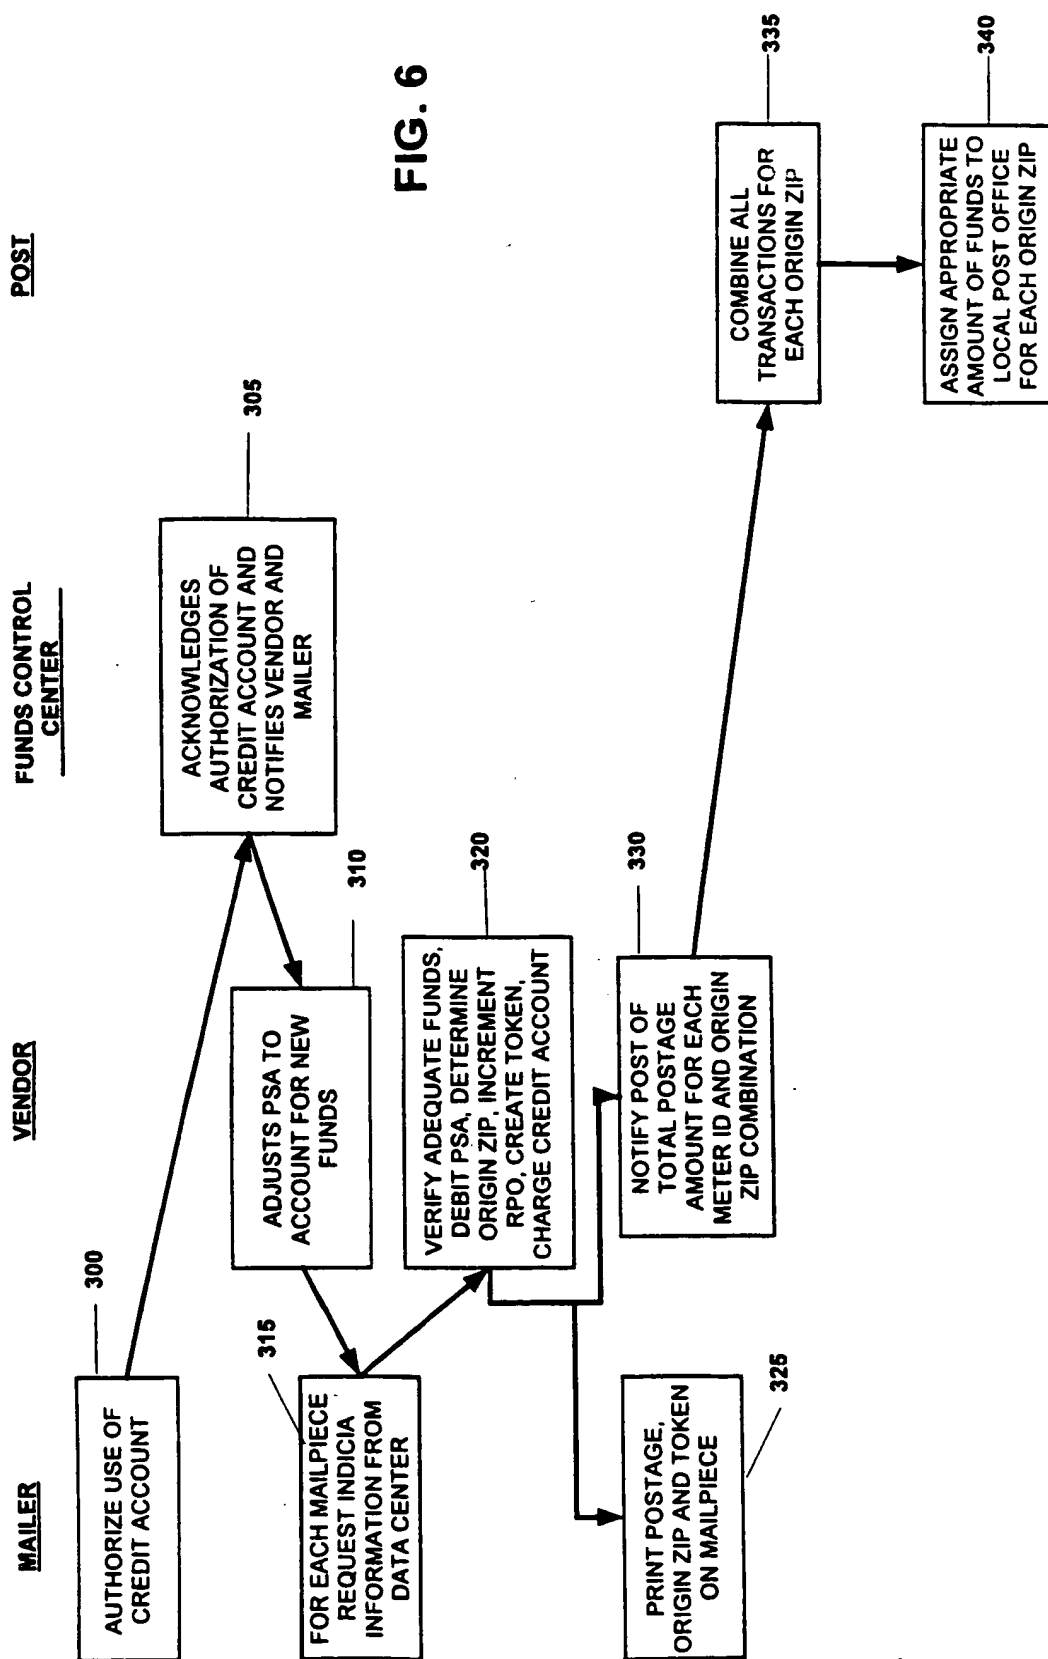 MAILER
VENDOR
FUNDS CONTROL
CENTER
POST
AUTHORIZE USE OF
CREDIT ACCOUNT
300
ACKNOWLEDGES
AUTHORIZATION OF
CREDIT ACCOUNT AND
NOTIFIES VENDOR AND
MAILER
305
ADJUSTS PSA TO
ACCOUNT FOR NEW
FUNDS
310
FOR EACH MAILPIECE
REQUEST INDICIA
INFORMATION FROM
DATA CENTER
315
VERIFY ADEQUATE FUNDS,
DEBIT PSA, DETERMINE
ORIGIN ZIP, INCREMENT
RPO, CREATE TOKEN,
CHARGE CREDIT ACCOUNT
320
PRINT POSTAGE,
ORIGIN ZIP AND TOKEN
ON MAILPIECE
325
NOTIFY POST OF
TOTAL POSTAGE
AMOUNT FOR EACH
METER ID AND ORIGIN
ZIP COMBINATION
330
COMBINE ALL
TRANSACTIONS FOR
EACH ORIGIN ZIP
335
ASSIGN APPROPRIATE
AMOUNT OF FUNDS TO
LOCAL POST OFFICE
FOR EACH ORIGIN ZIP
340
FIG. 6